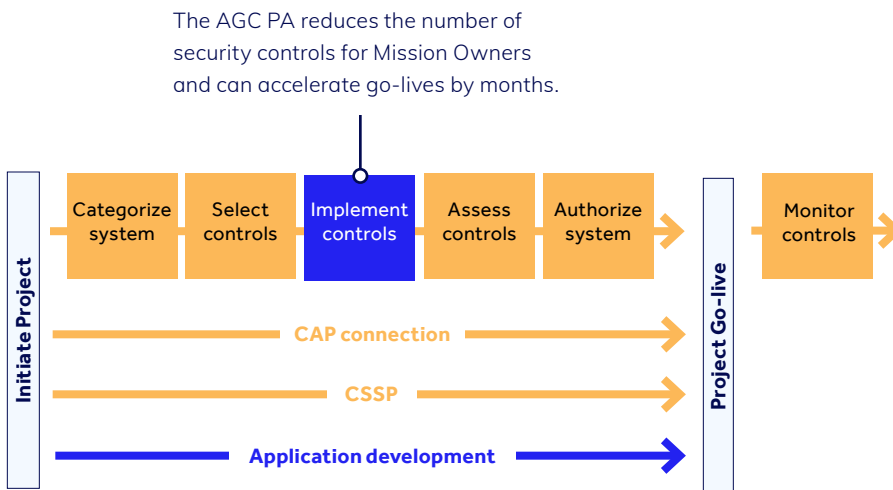 The AGC PA reduces the number of
security controls for Mission Owners
and can accelerate go-lives by months.
Initiate Project
Categorize
system
Select
controls
Implement
controls
Assess
controls
Authorize
system
Project Go-live
Monitor
controls
CAP connection
CSSP
Application development